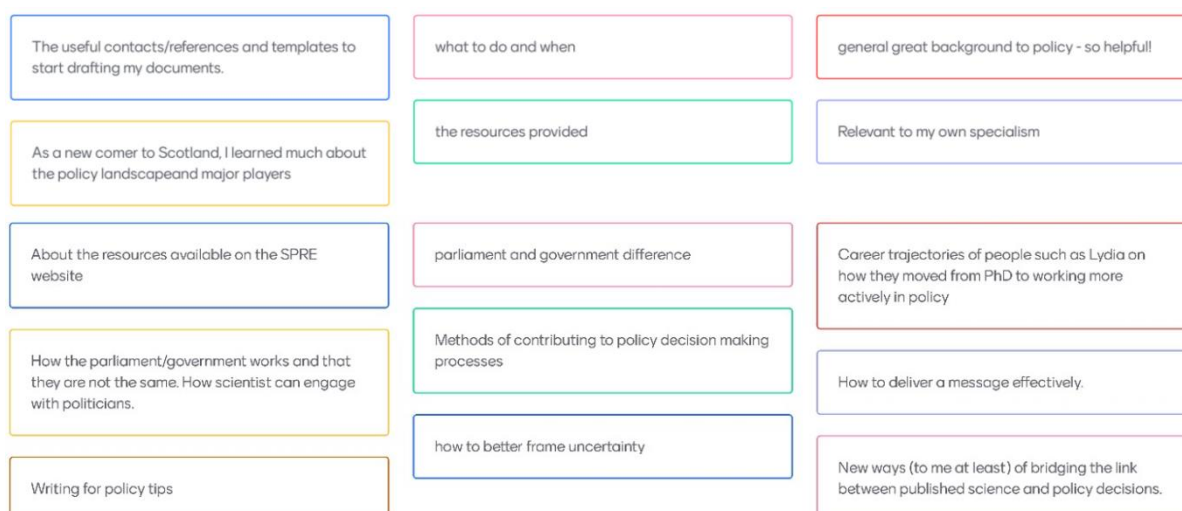 The useful contacts/references and templates to
start drafting my documents.
As a new comer to Scotland, I learned much about
the policy landscapeand major players
what to do and when
the resources provided
general great background to policy - so helpful!
Relevant to my own specialism
About the resources available on the SPRE
website
How the parliament/government works and that
they are not the same. How scientist can engage
with politicians.
Writing for policy tips
parliament and government difference
Methods of contributing to policy decision making
processes
how to better frame uncertainty
Career trajectories of people such as Lydia on
how they moved from PhD to working more
actively in policy
How to deliver a message effectively.
New ways (to me at least) of bridging the link
between published science and policy decisions.